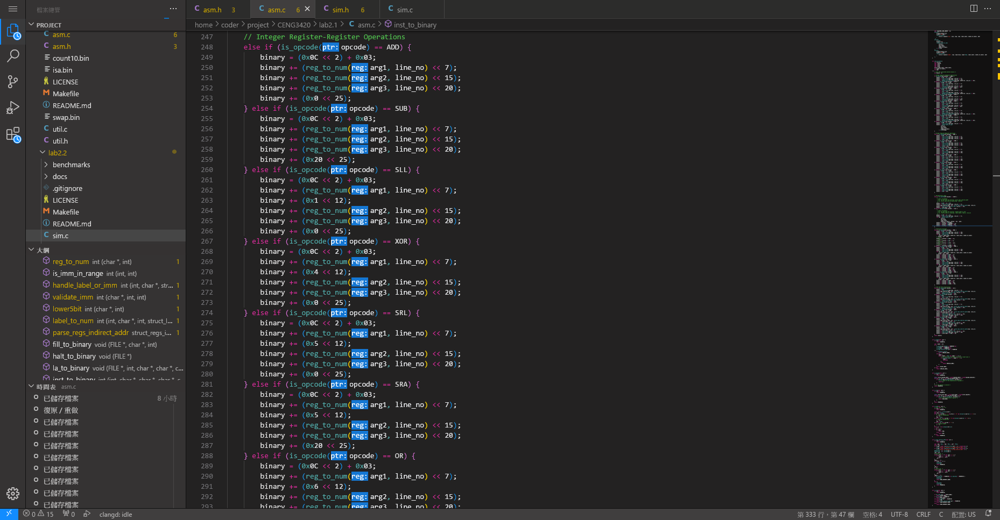 檔案總管
asm.h 3
asm.c 6
sim.h 6
sim.c
home > coder > project > CENG3420 > lab2.1 > asm.c > inst_to_binary
PROJECT
asm.c 6
asm.h 3
count10.bin
isa.bin
LICENSE
Makefile
README.md
swap.bin
util.c
util.h
lab2.2
benchmarks
docs
.gitignore
LICENSE
Makefile
README.md
sim.c
大綱
reg_to_num int (char *, int) 1
is_imm_in_range int (int, int)
handle_label_or_imm int (int, char *, str... 1
validate_imm int (char *, int, int) 1
lower5bit int (char *, int) 1
label_to_num int (int, char *, int, struct_l... 1
parse_regs_indirect_addr struct_regs_i... 1
fill_to_binary void (FILE *, char *, int)
halt_to_binary void (FILE *)
la_to_binary void (FILE *, int, char *, char *, c...
inst_to_binary int (int, char *, char *, char *, c
時間表 asm.c
已儲存檔案 8 小時
復原 / 重做
已儲存檔案
已儲存檔案
已儲存檔案
已儲存檔案
已儲存檔案
已儲存檔案
已儲存檔案
已儲存檔案
247 // Integer Register-Register Operations
248 else if (is_opcode(ptr: opcode) == ADD) {
249 binary = (0x0C << 2) + 0x03;
250 binary += (reg_to_num(reg: arg1, line_no) << 7);
251 binary += (reg_to_num(reg: arg2, line_no) << 15);
252 binary += (reg_to_num(reg: arg3, line_no) << 20);
253 binary += (0x0 << 25);
254 } else if (is_opcode(ptr: opcode) == SUB) {
255 binary = (0x0C << 2) + 0x03;
256 binary += (reg_to_num(reg: arg1, line_no) << 7);
257 binary += (reg_to_num(reg: arg2, line_no) << 15);
258 binary += (reg_to_num(reg: arg3, line_no) << 20);
259 binary += (0x20 << 25);
260 } else if (is_opcode(ptr: opcode) == SLL) {
261 binary = (0x0C << 2) + 0x03;
262 binary += (reg_to_num(reg: arg1, line_no) << 7);
263 binary += (0x1 << 12);
264 binary += (reg_to_num(reg: arg2, line_no) << 15);
265 binary += (reg_to_num(reg: arg3, line_no) << 20);
266 binary += (0x0 << 25);
267 } else if (is_opcode(ptr: opcode) == XOR) {
268 binary = (0x0C << 2) + 0x03;
269 binary += (reg_to_num(reg: arg1, line_no) << 7);
270 binary += (0x4 << 12);
271 binary += (reg_to_num(reg: arg2, line_no) << 15);
272 binary += (reg_to_num(reg: arg3, line_no) << 20);
273 binary += (0x0 << 25);
274 } else if (is_opcode(ptr: opcode) == SRL) {
275 binary = (0x0C << 2) + 0x03;
276 binary += (reg_to_num(reg: arg1, line_no) << 7);
277 binary += (0x5 << 12);
278 binary += (reg_to_num(reg: arg2, line_no) << 15);
279 binary += (reg_to_num(reg: arg3, line_no) << 20);
280 binary += (0x0 << 25);
281 } else if (is_opcode(ptr: opcode) == SRA) {
282 binary = (0x0C << 2) + 0x03;
283 binary += (reg_to_num(reg: arg1, line_no) << 7);
284 binary += (0x5 << 12);
285 binary += (reg_to_num(reg: arg2, line_no) << 15);
286 binary += (reg_to_num(reg: arg3, line_no) << 20);
287 binary += (0x20 << 25);
288 } else if (is_opcode(ptr: opcode) == OR) {
289 binary = (0x0C << 2) + 0x03;
290 binary += (reg_to_num(reg: arg1, line_no) << 7);
291 binary += (0x6 << 12);
292 binary += (reg_to_num(reg: arg2, line_no) << 15);
293 binary += (reg_to_num(reg: arg3, line_no) << 20);
0 15 0 clangd: idle
第 333 行，第 47 欄 空格: 4 UTF-8 CRLF C 配置: US